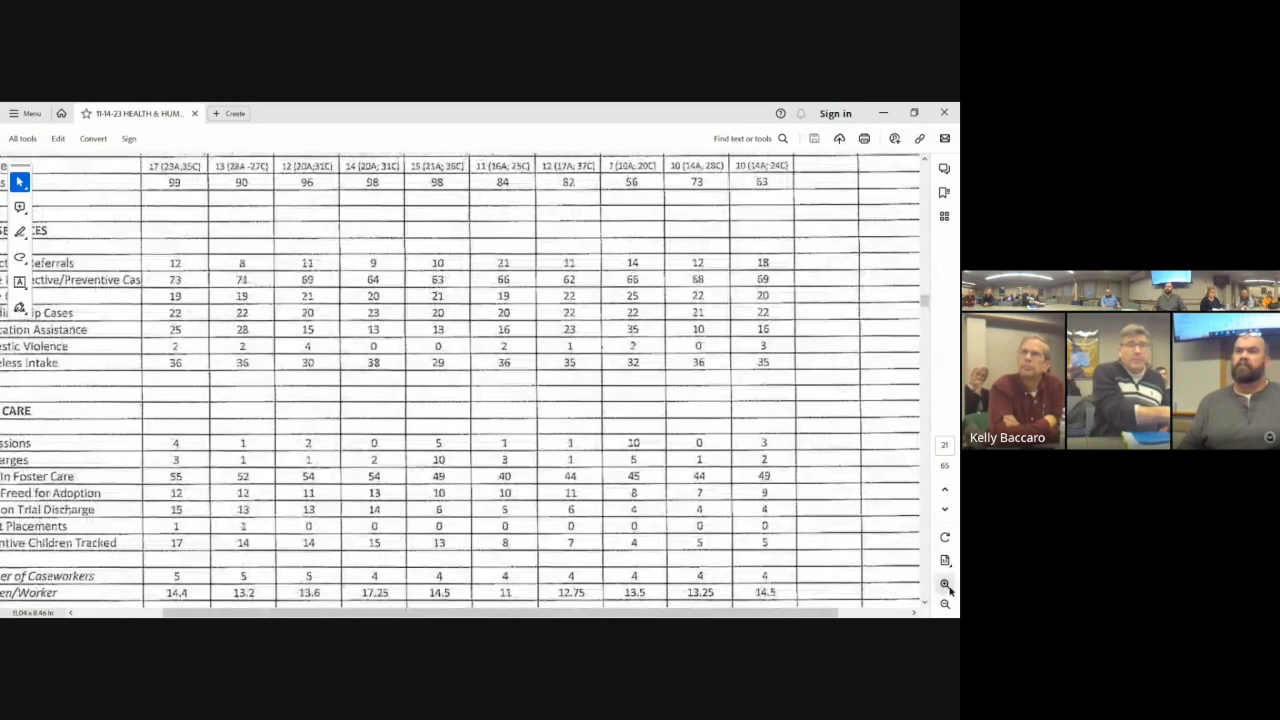 Menu 11-14-23 HEALTH & HUM... Create Sign in
All tools Edit Convert Sign Find text or tools
17 (23A,35C) 13 (28A -27C) 12 (20A;31C) 14 (20A; 31C) 15 (21A; 36C) 11 (16A; 25C) 12 (17A; 37C) 7 (10A; 20C) 10 (14A, 28C) 10 (14A; 24C)
99 90 96 98 98 84 82 56 73 63
eferrals 12 8 11 9 10 21 11 14 12 18
ective/Preventive Cas 73 71 69 64 63 66 62 66 68 69
19 19 21 20 21 19 22 25 22 20
ip Cases 22 22 20 23 20 20 22 22 21 22
cation Assistance 25 28 15 13 13 16 23 35 10 16
estic Violence 2 2 4 0 0 2 1 2 0 3
eless Intake 36 36 30 38 29 36 35 32 36 35
CARE
ssions 4 1 2 0 5 1 1 10 0 3
arges 3 1 1 2 10 3 1 5 1 2
In Foster Care 55 52 54 54 49 40 44 45 44 49
Freed for Adoption 12 12 11 13 10 10 11 8 7 9
on Trial Discharge 15 13 13 14 6 5 6 4 4 4
t Placements 1 1 0 0 0 0 0 0 0 0
ntive Children Tracked 17 14 14 15 13 8 7 4 5 5
er of Caseworkers 5 5 5 4 4 4 4 4 4 4
en/Worker 14.4 13.2 13.6 17.25 14.5 11 12.75 13.5 13.25 14.5
11.04 x 8.46 in
21
65
Kelly Baccaro